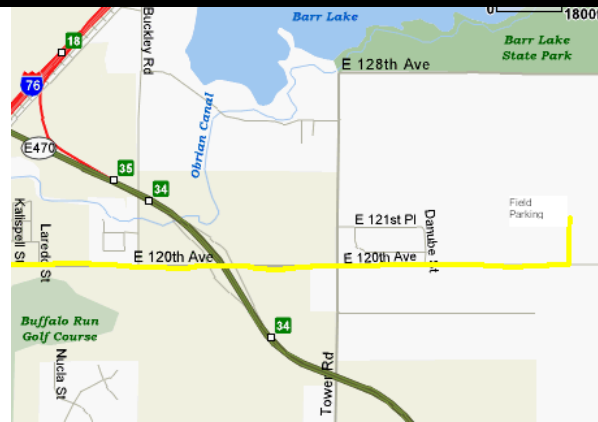 0
1800ft
Barr Lake
Barr Lake
State Park
Buckley Rd
18
76
E 128th Ave
Obrian Canal
E470
35
34
Kalispell St
Laredo St
E 121st Pl
Danube St
Field
Parking
E 120th Ave
E 120th Ave
Buffalo Run
Golf Course
34
Nucla St
Tower Rd